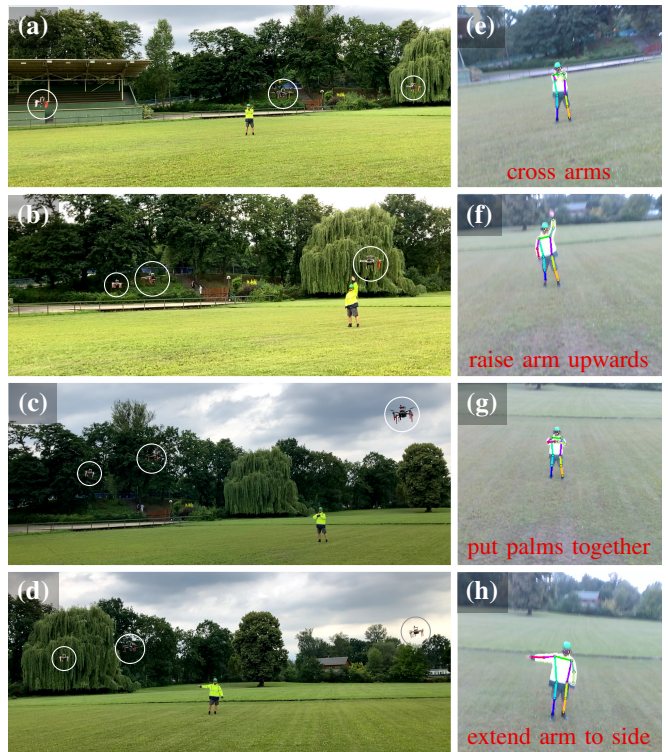 (a)
(e)
cross arms
(b)
(f)
raise arm upwards
(c)
(g)
put palms together
(d)
(h)
extend arm to side